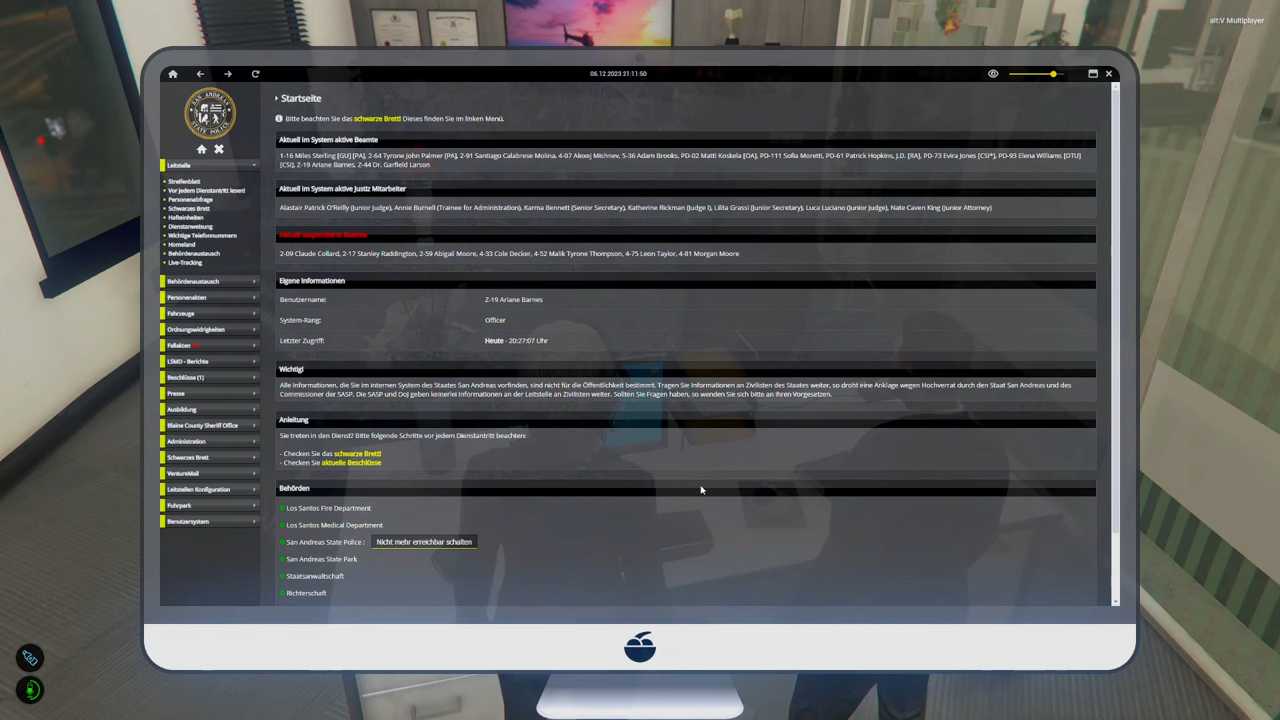 alt:V Multiplayer
06.12.2023 21:11:50
SAN ANDREAS
STATE POLICE
Leitstelle
Streifenblatt
Vor jedem Dienstantritt lesen!
Personenabfrage
Schwarzes Brett
Hafteinheiten
Dienstanweisung
Wichtige Telefonnummern
Homeland
Behördenaustausch
Live-Tracking
Behördenaustausch
Personenakten
Fahrzeuge
Ordnungswidrigkeiten
Fallakten
LSMD - Berichte
Beschlüsse (1)
Presse
Ausbildung
Blaine County Sheriff Office
Administration
Schwarzes Brett
VentureMail
Leitstellen Konfiguration
Fuhrpark
Benutzersystem
Startseite
Bitte beachten Sie das schwarze Brett! Dieses finden Sie im linken Menü.
Aktuell im System aktive Beamte
1-16 Miles Sterling [GU] [PA], 2-64 Tyrone John Palmer [PA], 2-91 Santiago Calabrese Molina, 4-07 Alexej Mishnev, 5-36 Adam Brooks, PD-02 Matti Koskela [OA], PD-111 Sofia Moretti, PD-61 Patrick Hopkins, J.D. [RA], PD-73 Evira Jones [CSI*], PD-93 Elena Williams [DTU]
[CSI], Z-19 Ariane Barnes, Z-44 Dr. Garfield Larson
Aktuell im System aktive Justiz Mitarbeiter
Alastair Patrick O'Reilly (Junior Judge), Annie Burnell (Trainee for Administration), Karma Bennett (Senior Secretary), Katherine Rickman (Judge I), Lilita Grassi (Junior Secretary), Luca Luciano (Junior Judge), Nate Caven King (Junior Attorney)
Aktuell suspendierte Beamte
2-09 Claude Collard, 2-17 Stanley Raddington, 2-59 Abigail Moore, 4-33 Cole Decker, 4-52 Malik Tyrone Thompson, 4-75 Leon Taylor, 4-81 Morgan Moore
Eigene Informationen
Benutzername: Z-19 Ariane Barnes
System-Rang: Officer
Letzter Zugriff: Heute - 20:27:07 Uhr
Wichtig!
Alle Informationen, die Sie im internen System des Staates San Andreas vorfinden, sind nicht für die Öffentlichkeit bestimmt. Tragen Sie Informationen an Zivilisten des Staates weiter, so droht eine Anklage wegen Hochverrat durch den Staat San Andreas und des
Commissioner der SASP. Die SASP und DoJ geben keinerlei Informationen an der Leitstelle an Zivilisten weiter. Sollten Sie Fragen haben, so wenden Sie sich bitte an Ihren Vorgesetzen.
Anleitung
Sie treten in den Dienst? Bitte folgende Schritte vor jedem Dienstantritt beachten:
- Checken Sie das schwarze Brett!
- Checken Sie aktuelle Beschlüsse
Behörden
Los Santos Fire Department
Los Santos Medical Department
San Andreas State Police : Nicht mehr erreichbar schalten
San Andreas State Park
Staatsanwaltschaft
Richterschaft